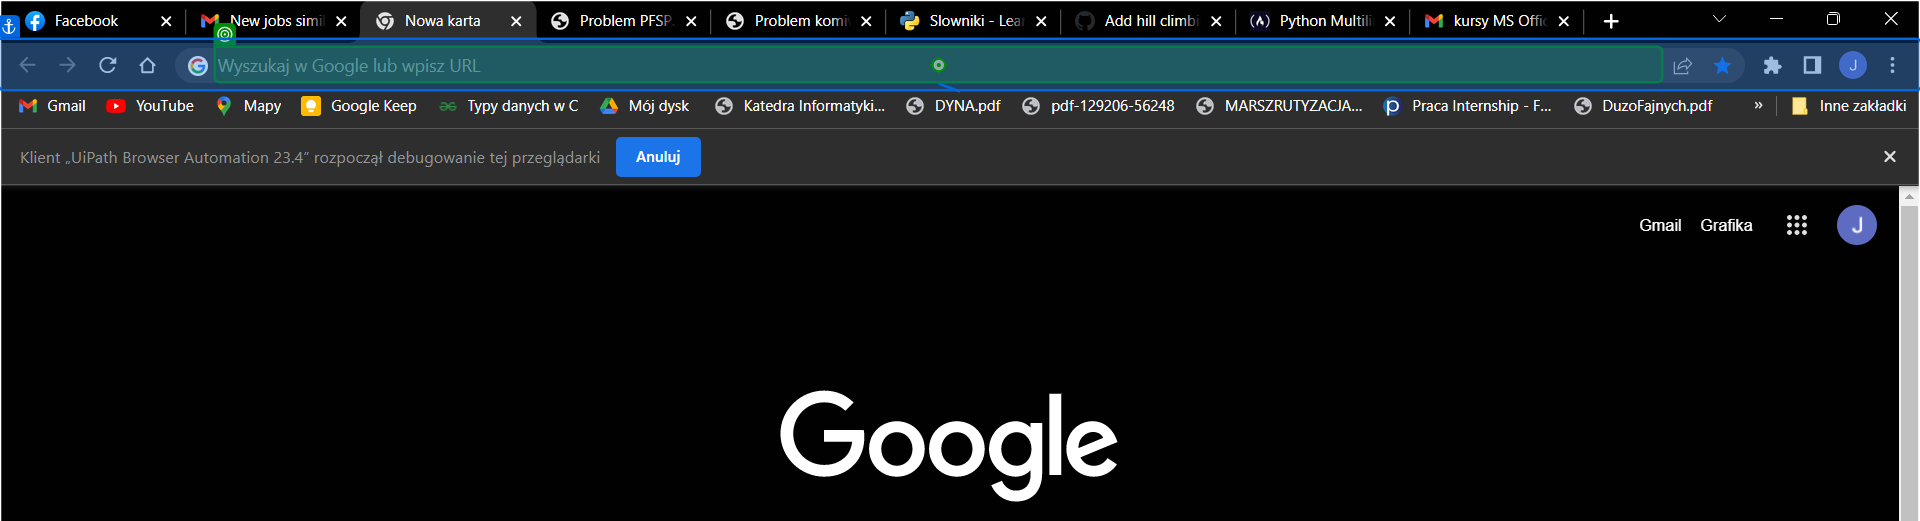 Facebook New jobs simil Nowa karta Problem PFSP. Problem komiw Slowniki - Lear Add hill climbi Python Multilin kursy MS Offic
Wyszukaj w Google lub wpisz URL J
Gmail YouTube Mapy Google Keep Typy danych w C Mój dysk Katedra Informatyki... DYNA.pdf pdf-129206-56248 MARSZRUTYZACJA... Praca Internship - F... DuzoFajnych.pdf » Inne zakładki
Klient „UiPath Browser Automation 23.4” rozpoczął debugowanie tej przeglądarki Anuluj
Gmail Grafika J
Google